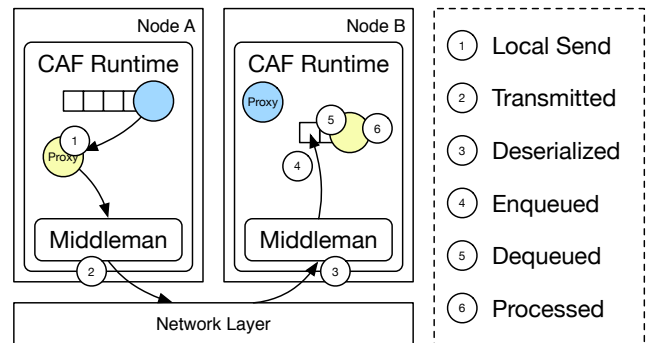 Node A
Node B
CAF Runtime
CAF Runtime
Proxy
5
6
1
Proxy
4
Middleman
Middleman
2
3
Network Layer
1 Local Send
2 Transmitted
3 Deserialized
4 Enqueued
5 Dequeued
6 Processed